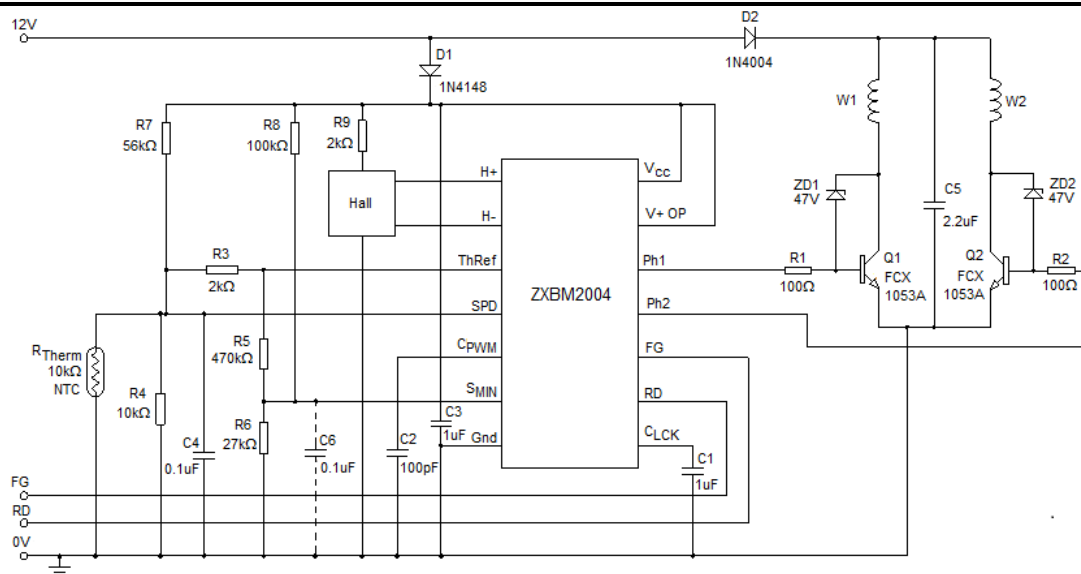 12V
D1
1N4148
D2
1N4004
R7
56kΩ
R8
100kΩ
R9
2kΩ
Hall
H+
H-
R3
2kΩ
ThRef
SPD
CPWM
SMIN
Gnd
ZXBM2004
VCC
V+ OP
Ph1
Ph2
FG
RD
CLCK
W1
W2
ZD1
47V
ZD2
47V
C5
2.2uF
R1
100Ω
Q1
FCX
1053A
Q2
FCX
1053A
R2
100Ω
RTherm
10kΩ
NTC
R4
10kΩ
C4
0.1uF
R5
470kΩ
R6
27kΩ
C6
0.1uF
C2
100pF
C3
1uF
C1
1uF
FG
RD
0V